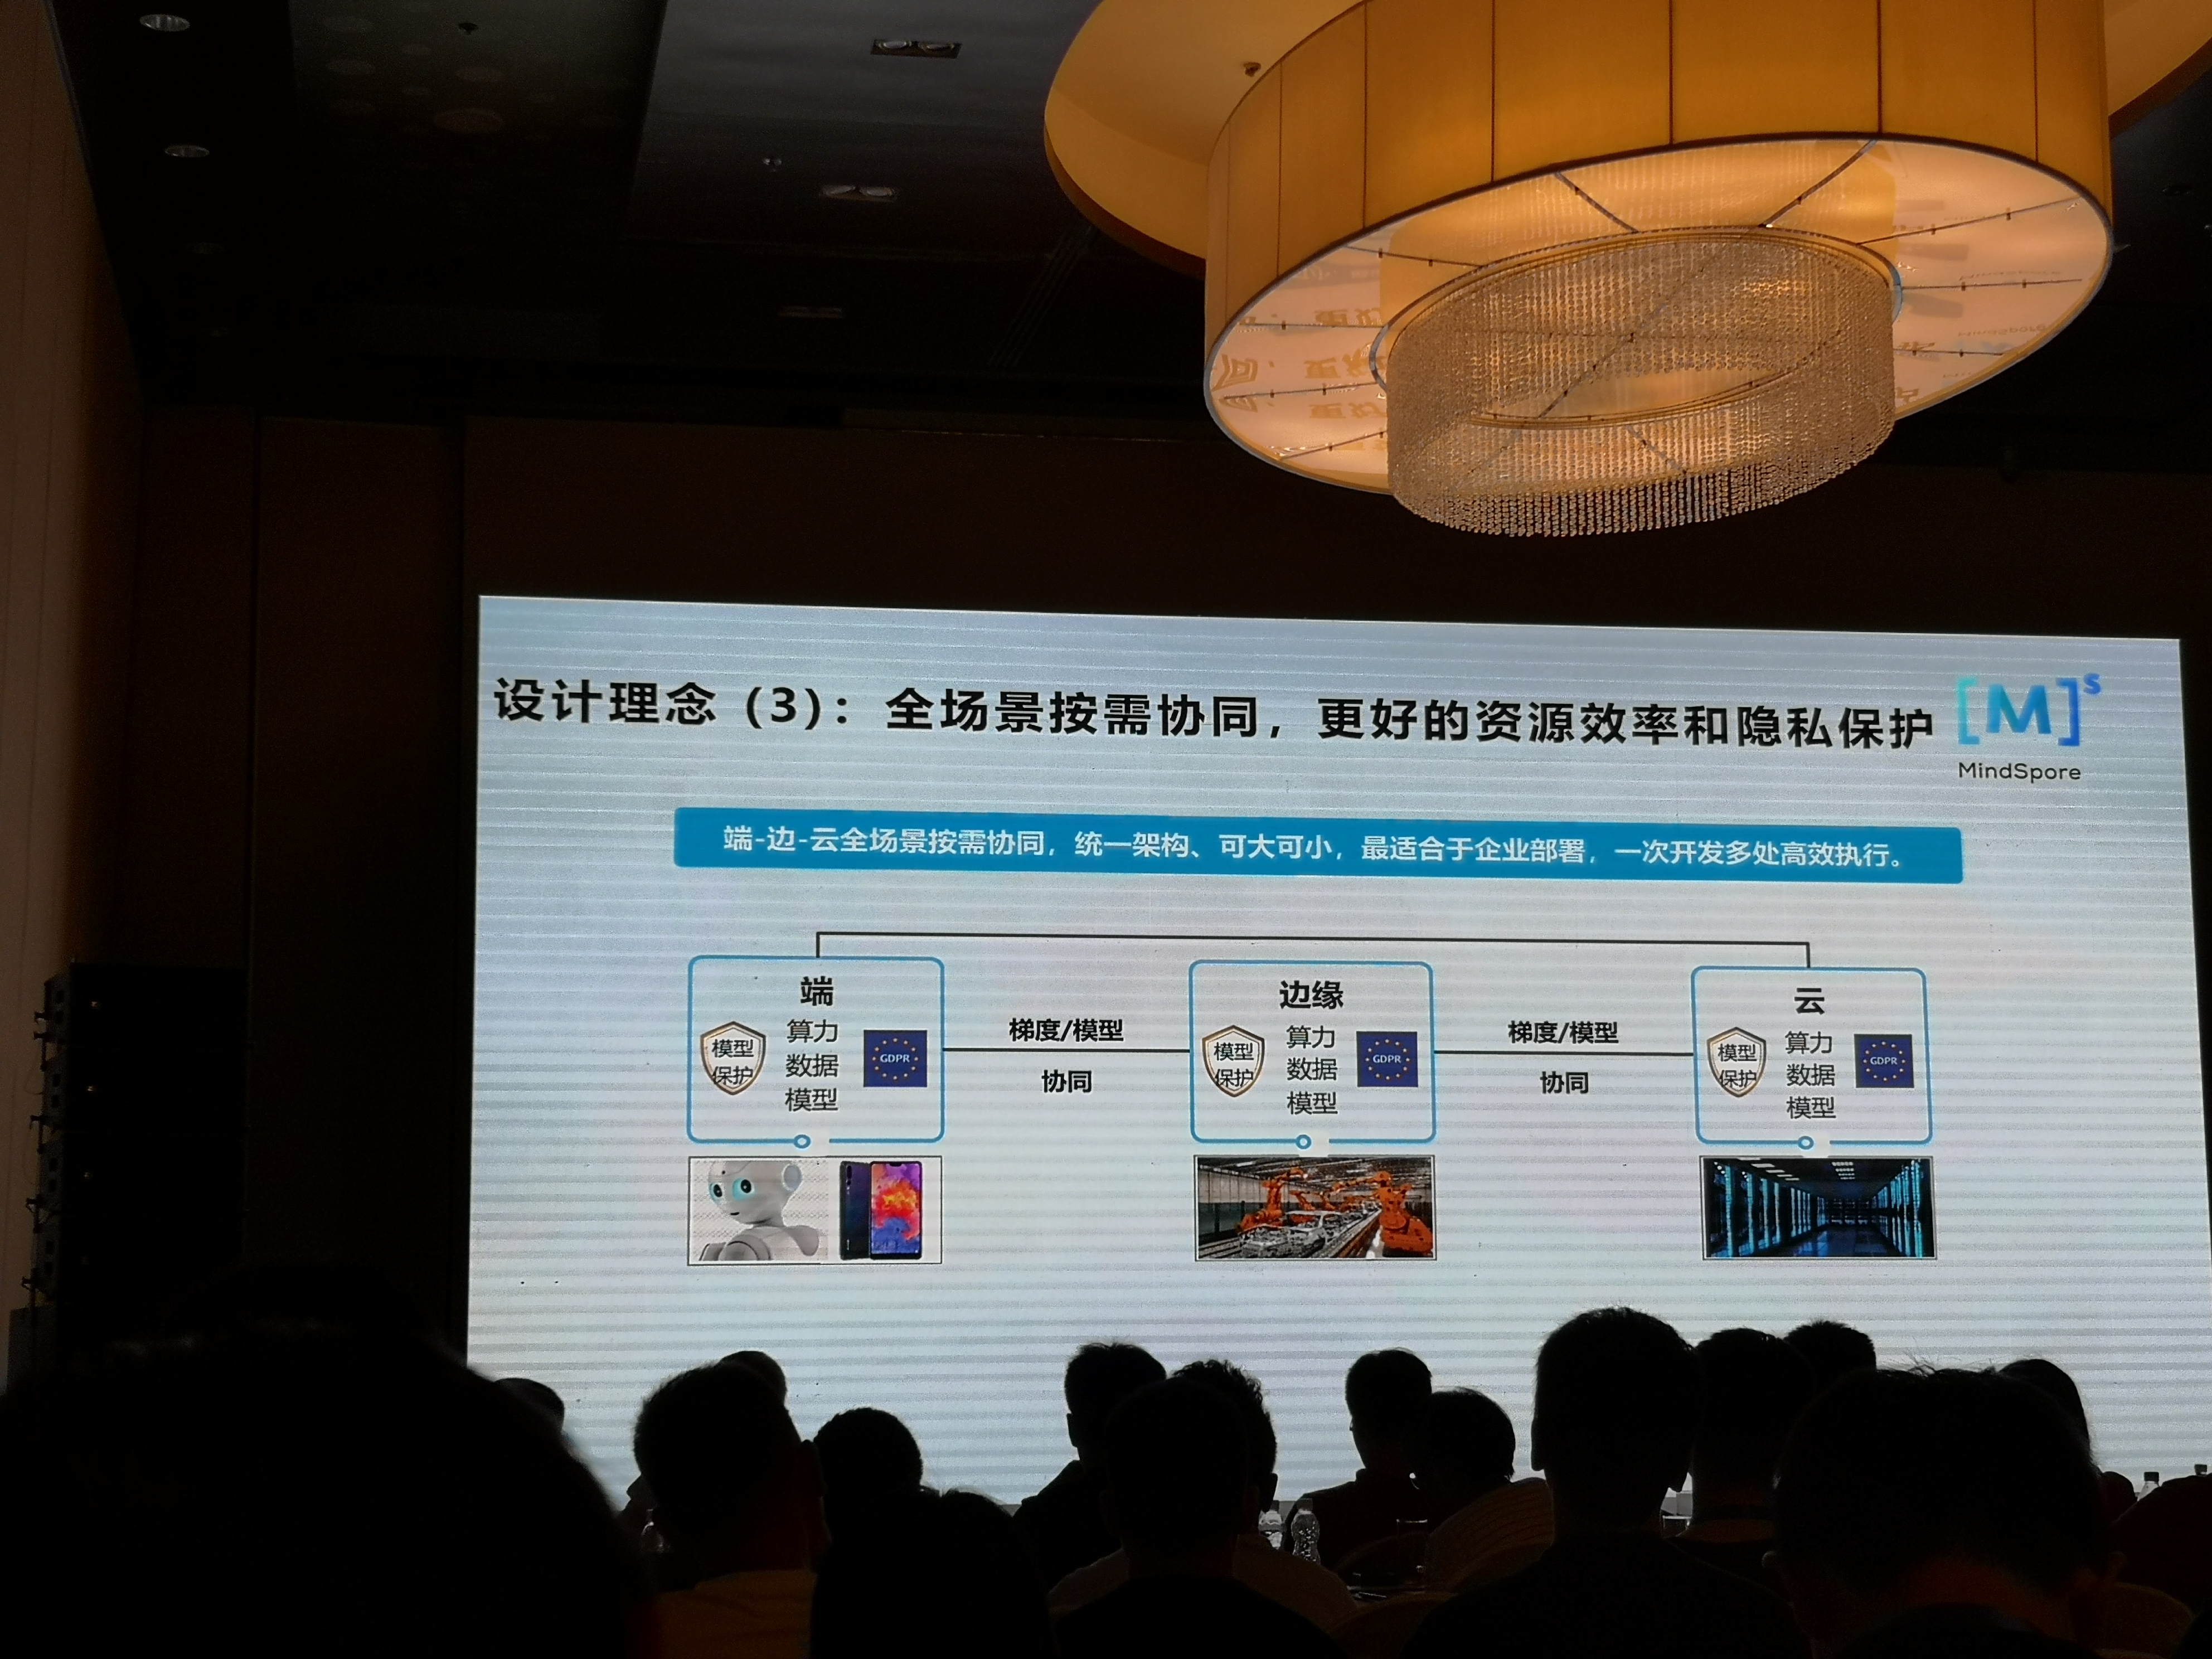 设计理念（3）：全场景按需协同，更好的资源效率和隐私保护
[M]s
MindSpore
端-边-云全场景按需协同，统一架构、可大可小，最适合于企业部署，一次开发多处高效执行。
端
模型
保护
算力
数据
模型
GDPR
梯度/模型
协同
边缘
模型
保护
算力
数据
模型
GDPR
梯度/模型
协同
云
模型
保护
算力
数据
模型
GDPR